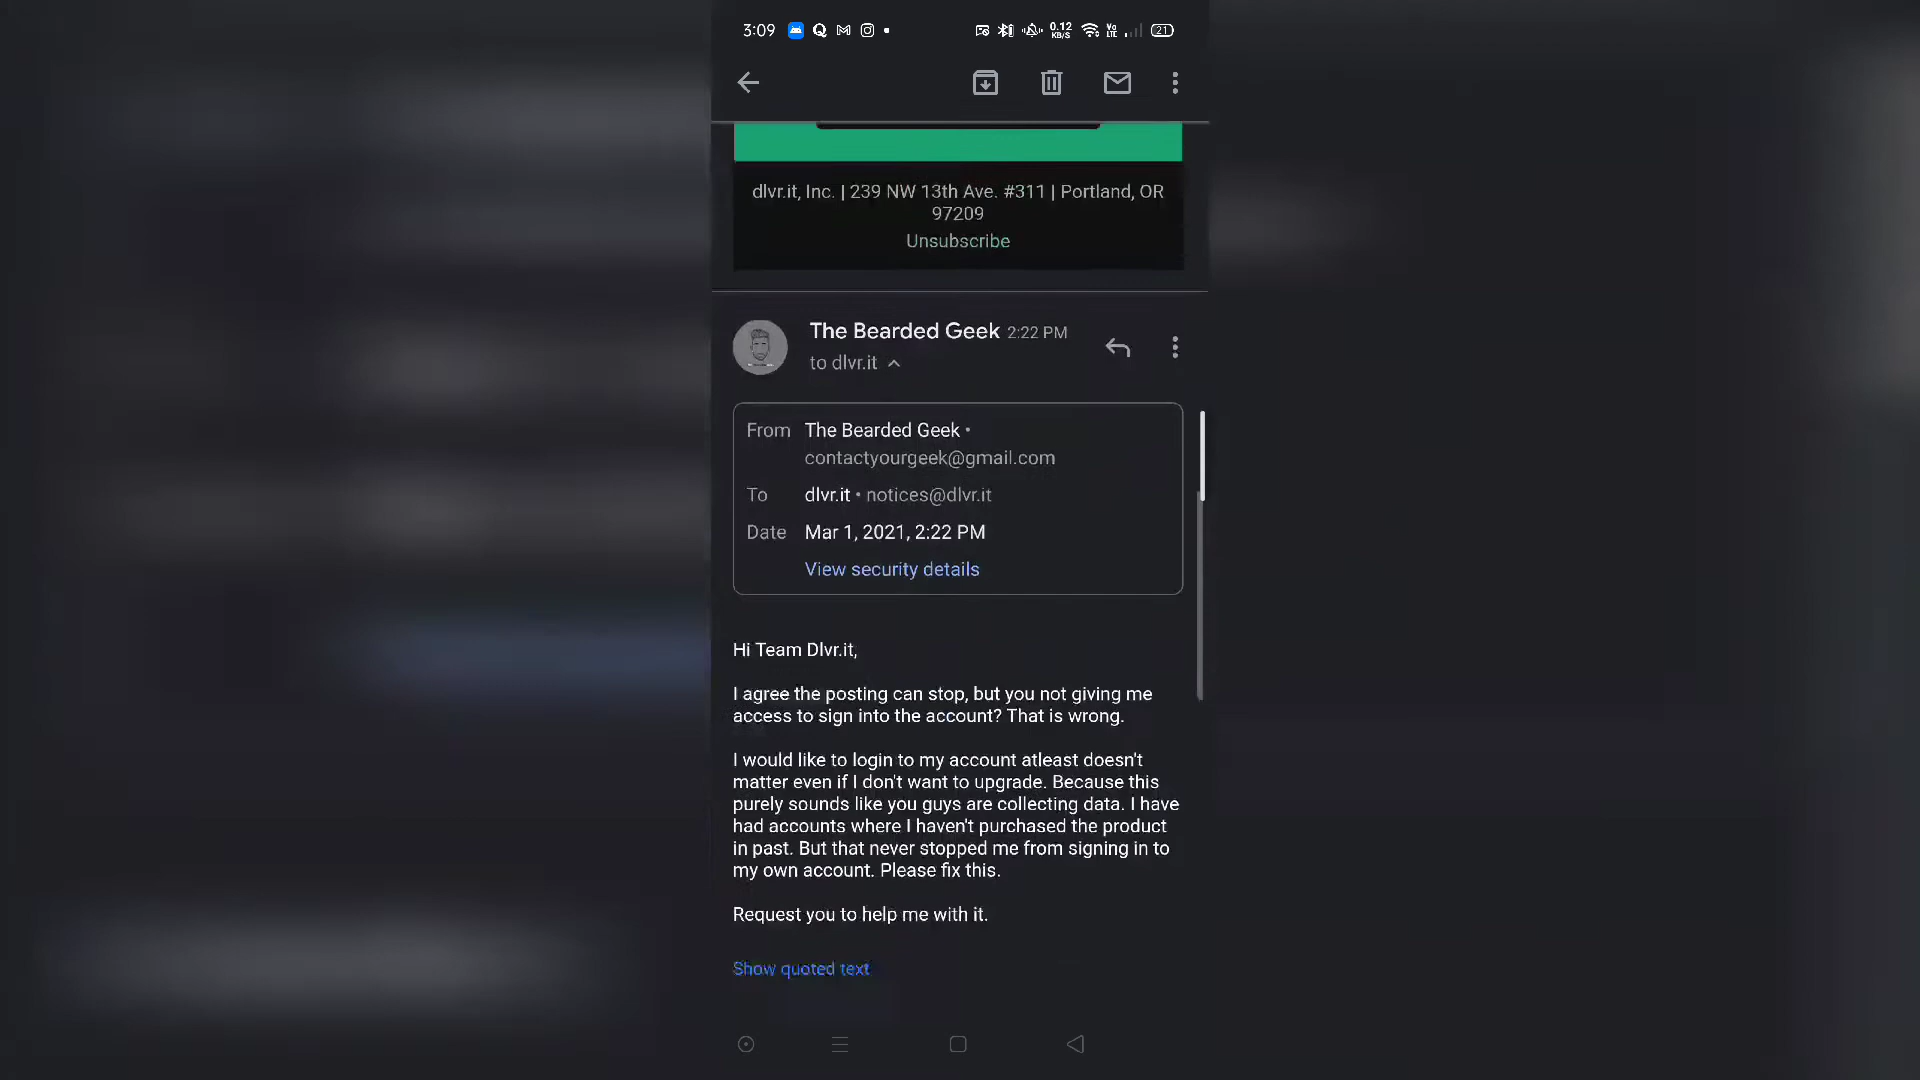 3:09
0.12
KB/S
Vo
LTE
21
dlvr.it, Inc. | 239 NW 13th Ave. #311 | Portland, OR
97209
Unsubscribe
The Bearded Geek 2:22 PM
to dlvr.it
From The Bearded Geek •
contactyourgeek@gmail.com
To dlvr.it • notices@dlvr.it
Date Mar 1, 2021, 2:22 PM
View security details
Hi Team Dlvr.it,
I agree the posting can stop, but you not giving me
access to sign into the account? That is wrong.
I would like to login to my account atleast doesn't
matter even if I don't want to upgrade. Because this
purely sounds like you guys are collecting data. I have
had accounts where I haven't purchased the product
in past. But that never stopped me from signing in to
my own account. Please fix this.
Request you to help me with it.
Show quoted text